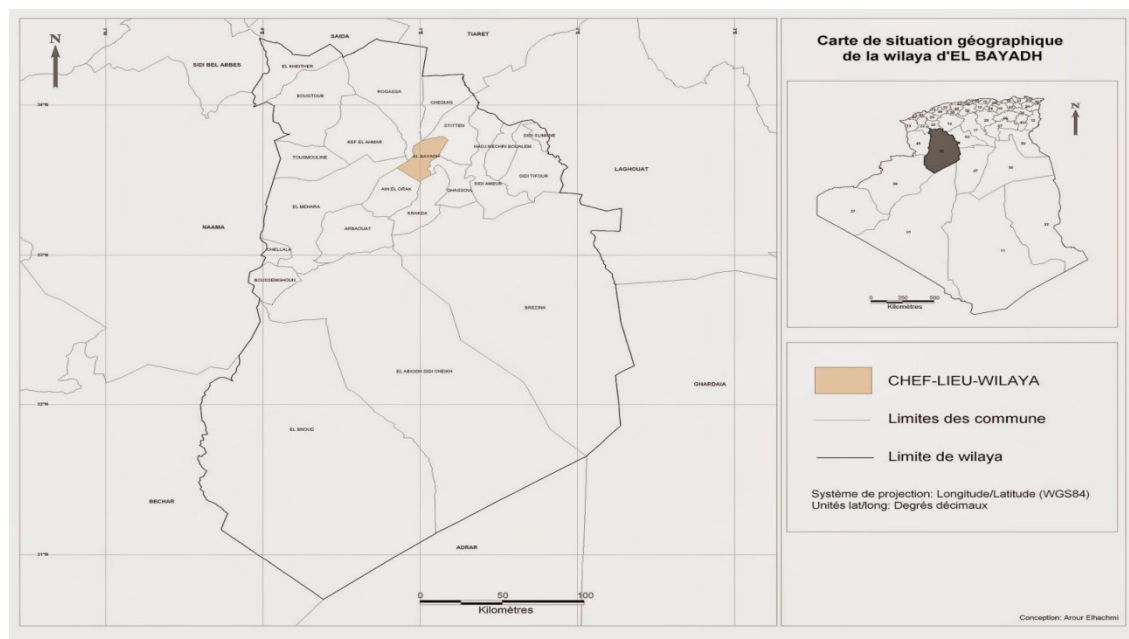 SAIDA
TIARET
N
SIDI BEL ABBES
EL KHEITHER
BOUGTOUB
ROGASSA
CHEGUIG
34°N
STITTEN
SIDI SLIMANE
KEF EL AHMAR
HADJ MECHRI
BOUALEM
TOUSMOULINE
EL BAYADH
LAGHOUAT
SIDI TIFOUR
AIN EL ORAK
GHASSOUL
SIDI AMEUR
EL MEHARA
KRAKDA
NAAMA
ARBAOUAT
CHELLALA
33°N
BOUSSEMGHOUN
BREZINA
EL ABIODH SIDI CHEIKH
GHARDAIA
32°N
EL BNOUD
BECHAR
ADRAR
31°N
0 50 100
Kilomètres
Carte de situation géographique
de la wilaya d'EL BAYADH
N
0 250 500
Kilomètres
CHEF-LIEU-WILAYA
Limites des commune
Limite de wilaya
Système de projection: Longitude/Latitude (WGS84)
Unités lat/long: Degrés décimaux
Conception: Arour Elhachmi